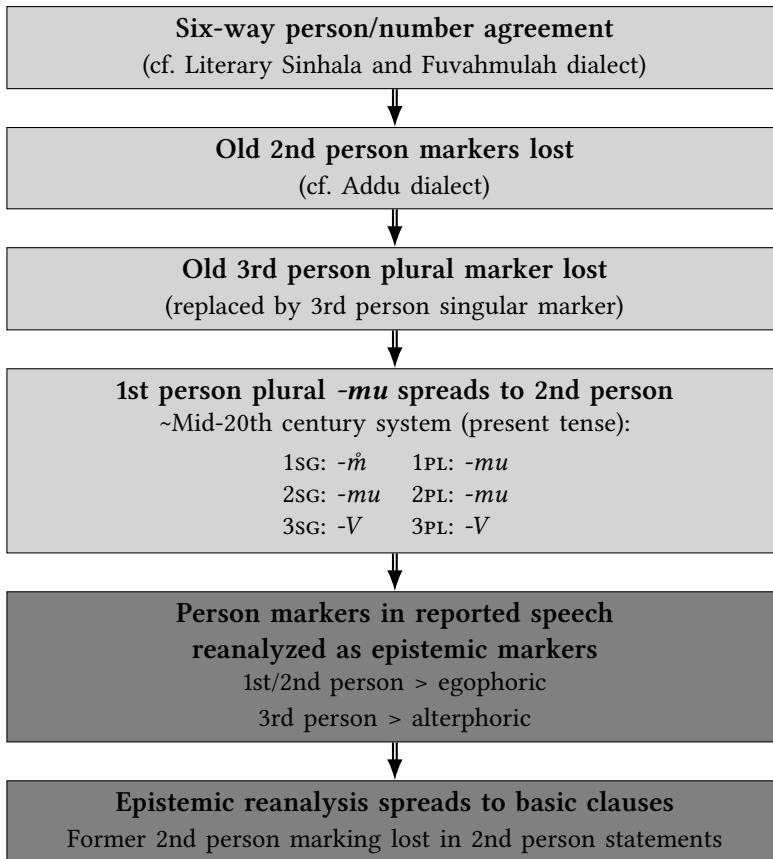 Six-way person/number agreement
(cf. Literary Sinhala and Fuvahmulah dialect)
Old 2nd person markers lost
(cf. Addu dialect)
Old 3rd person plural marker lost
(replaced by 3rd person singular marker)
1st person plural -mu spreads to 2nd person
~Mid-20th century system (present tense):
1SG: -m̊ 1PL: -mu
2SG: -mu 2PL: -mu
3SG: -V 3PL: -V
Person markers in reported speech
reanalyzed as epistemic markers
1st/2nd person > egophoric
3rd person > alterphoric
Epistemic reanalysis spreads to basic clauses
Former 2nd person marking lost in 2nd person statements